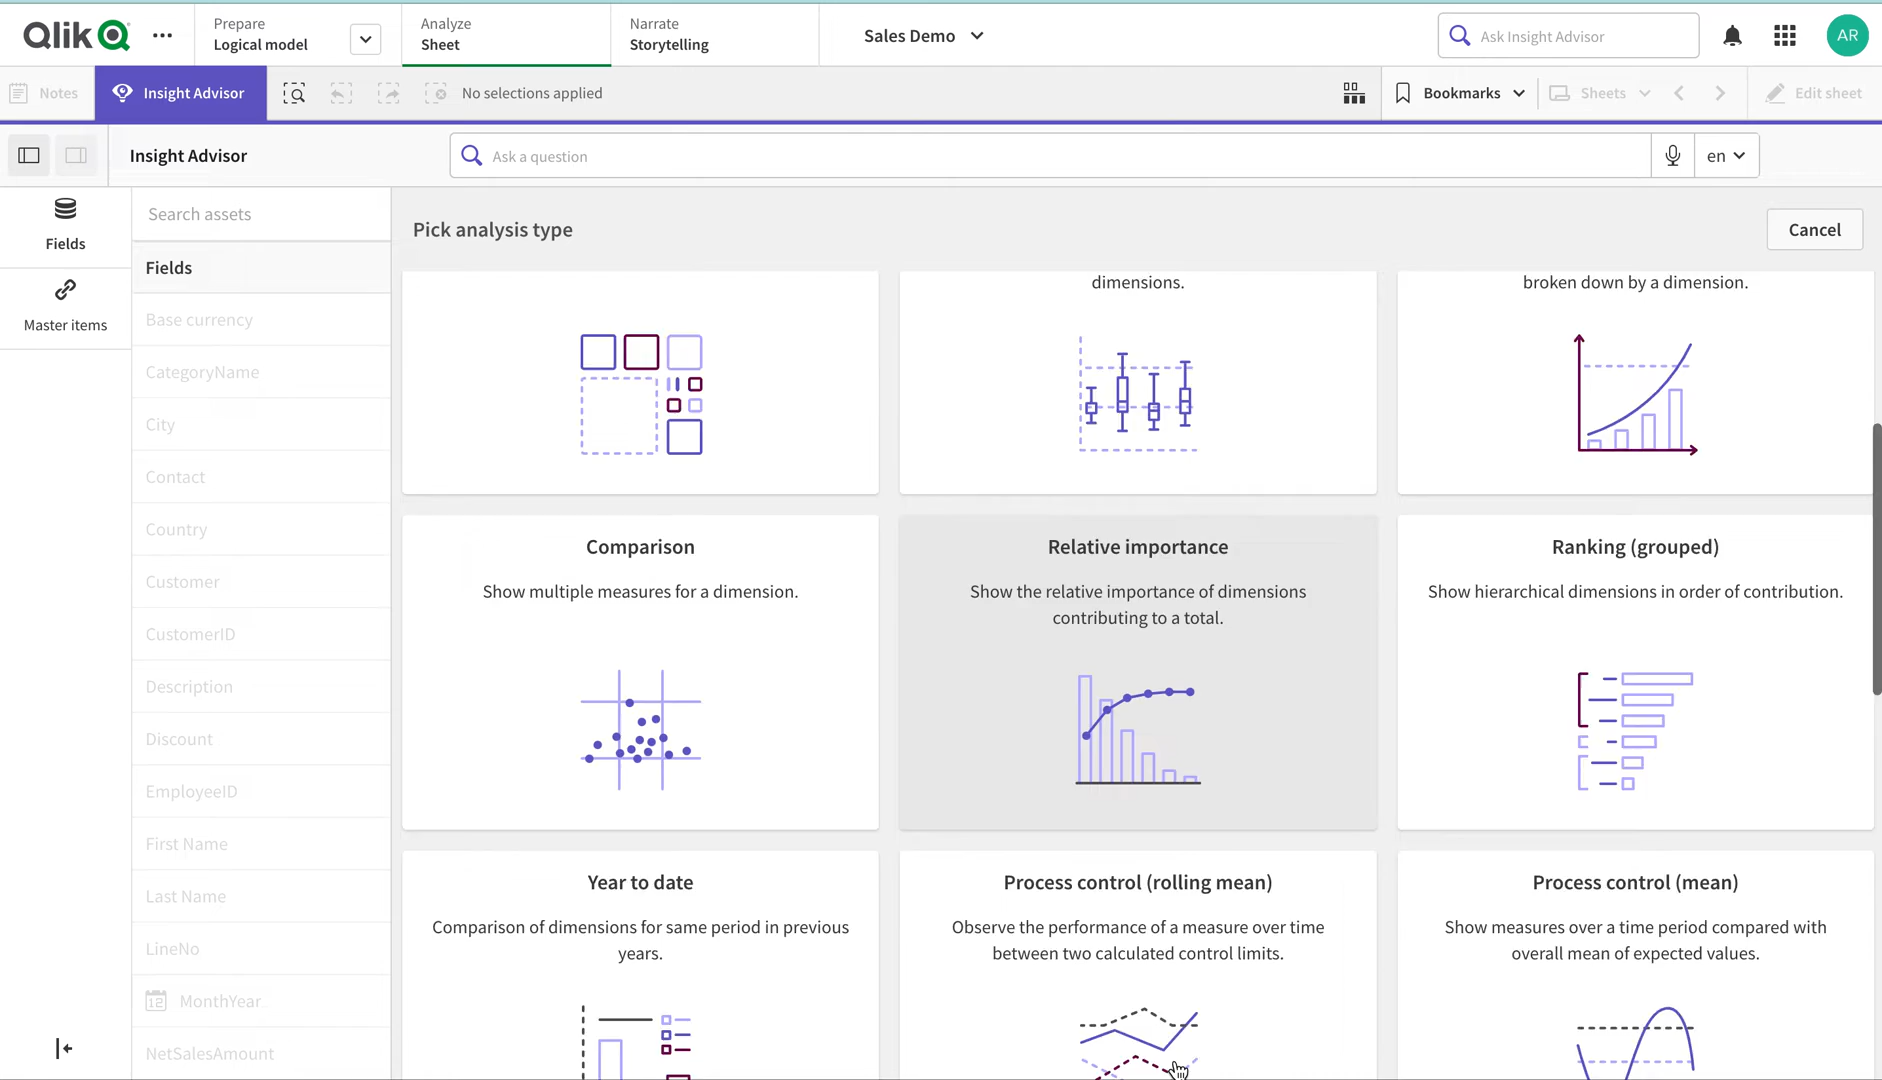 Qlik
Prepare
Logical model
Analyze
Sheet
Narrate
Storytelling
Sales Demo
Ask Insight Advisor
AR
Notes
Insight Advisor
No selections applied
Bookmarks
Sheets
Edit sheet
Insight Advisor
Ask a question
en
Fields
Master items
Search assets
Fields
Base currency
CategoryName
City
Contact
Country
Customer
CustomerID
Description
Discount
EmployeeID
First Name
Last Name
LineNo
12
MonthYear
NetSalesAmount
Pick analysis type
Cancel
dimensions.
broken down by a dimension.
Comparison
Show multiple measures for a dimension.
Relative importance
Show the relative importance of dimensions
contributing to a total.
Ranking (grouped)
Show hierarchical dimensions in order of contribution.
Year to date
Comparison of dimensions for same period in previous
years.
Process control (rolling mean)
Observe the performance of a measure over time
between two calculated control limits.
Process control (mean)
Show measures over a time period compared with
overall mean of expected values.